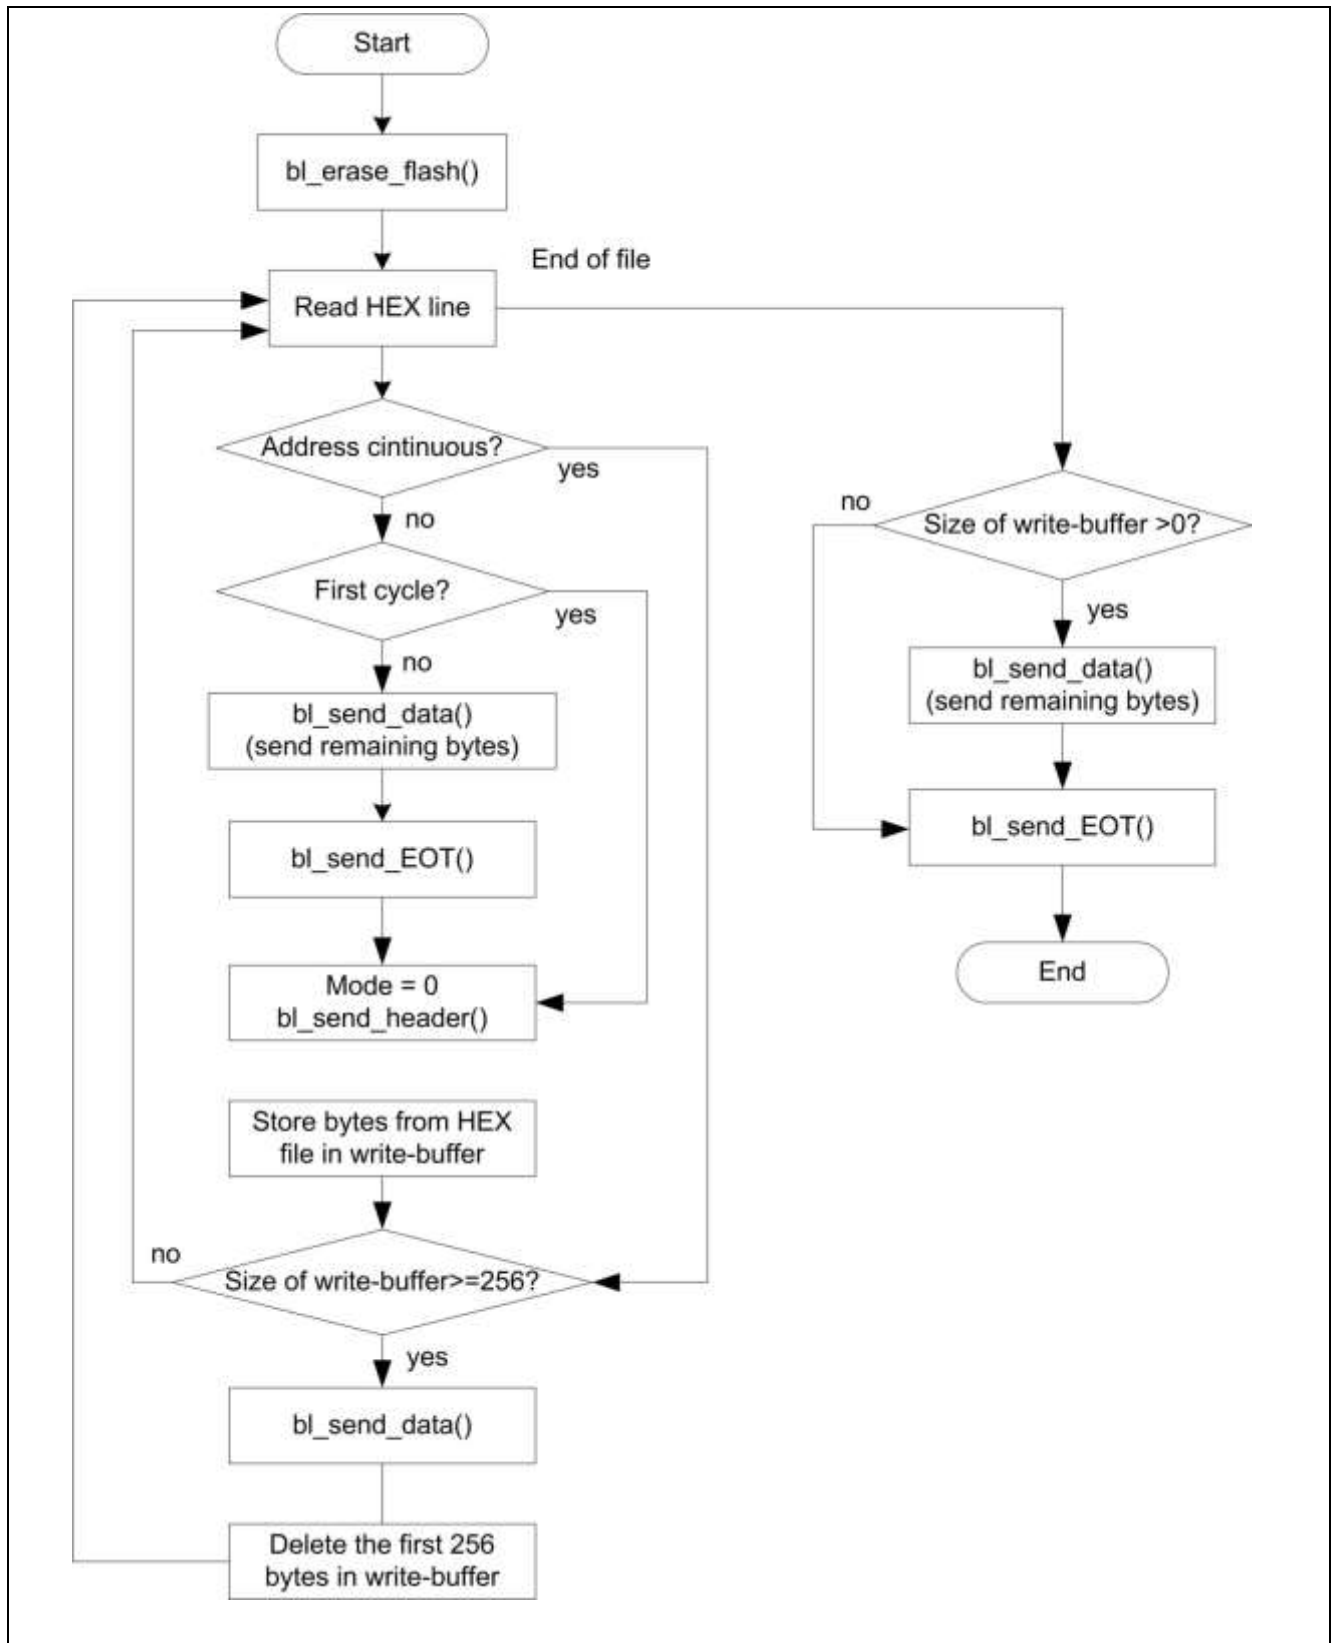 Start
bl_erase_flash()
End of file
Read HEX line
Address cintinuous?
yes
no
First cycle?
yes
no
bl_send_data()
(send remaining bytes)
bl_send_EOT()
Mode = 0
bl_send_header()
Store bytes from HEX
file in write-buffer
no
Size of write-buffer>=256?
yes
bl_send_data()
Delete the first 256
bytes in write-buffer
no
Size of write-buffer >0?
yes
bl_send_data()
(send remaining bytes)
bl_send_EOT()
End